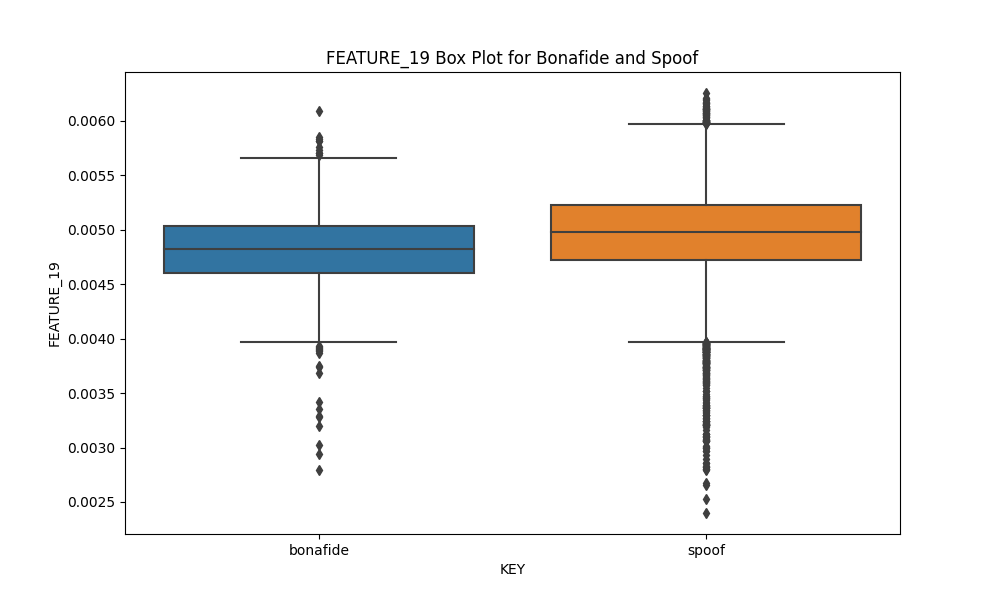 FEATURE_19 Box Plot for Bonafide and Spoof
FEATURE_19
0.0060
0.0055
0.0050
0.0045
0.0040
0.0035
0.0030
0.0025
bonafide spoof
KEY